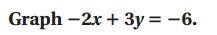 Graph −2x + 3y = −6.